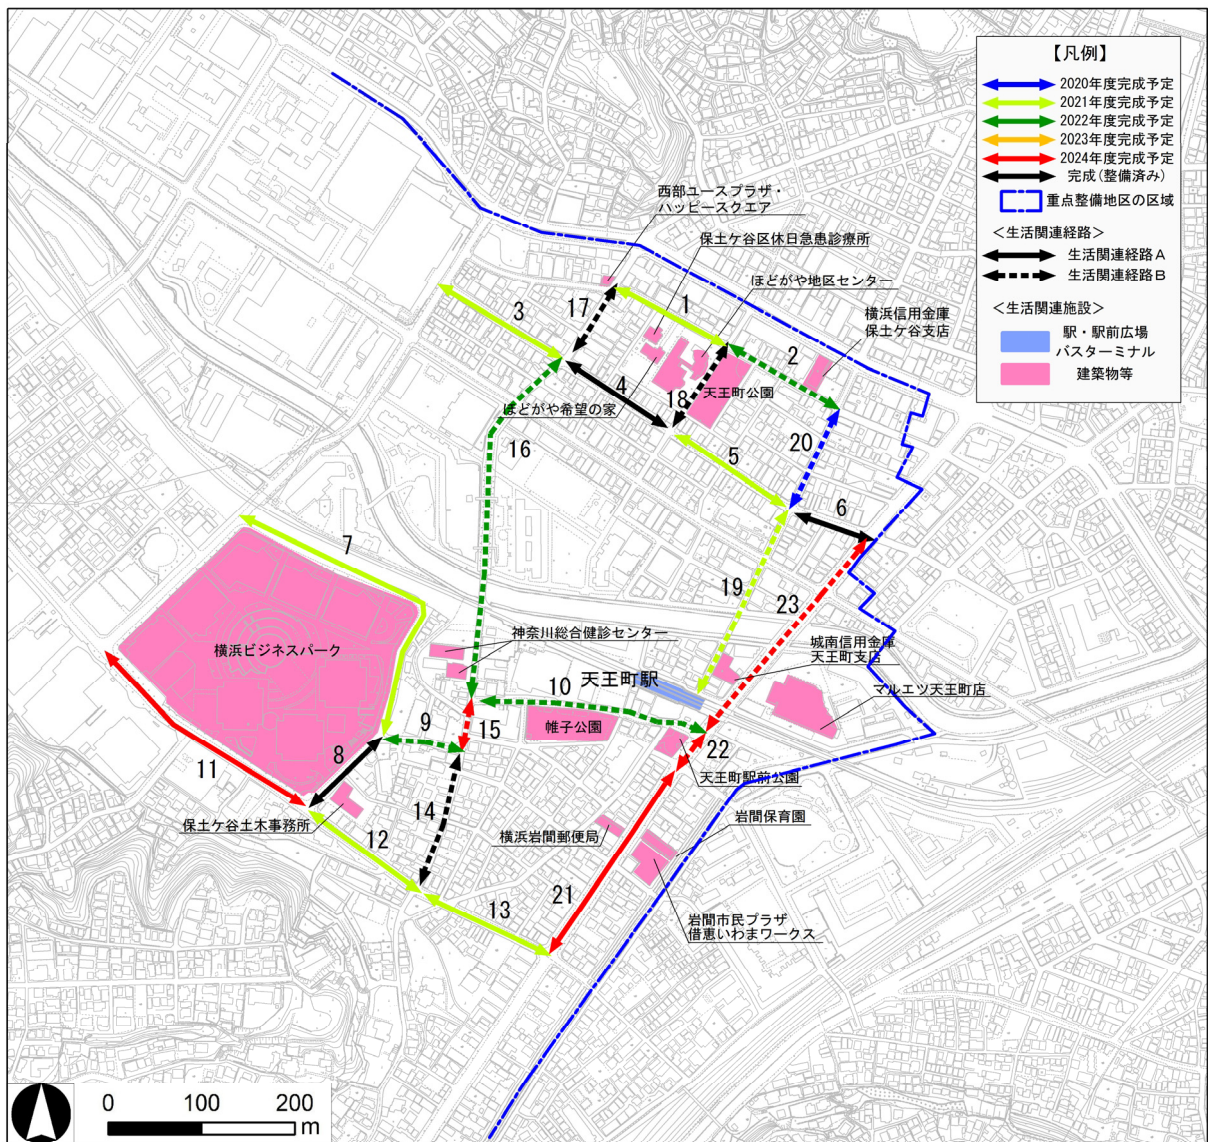 【凡例】
2020年度完成予定
2021年度完成予定
2022年度完成予定
2023年度完成予定
2024年度完成予定
完成(整備済み)
重点整備地区の区域
<生活関連経路>
生活関連経路A
生活関連経路B
<生活関連施設>
駅・駅前広場
バスターミナル
建築物等
西部ユースプラザ・
ハッピースクエア
保土ケ谷区休日急患診療所
ほどがや地区センター
横浜信用金庫
保土ケ谷支店
17
1
3
2
4
18
天王町公園
ほどがや希望の家
16
5
20
6
7
19
23
神奈川総合健診センター
横浜ビジネスパーク
天王町駅
城南信用金庫
天王町支店
マルエツ天王町店
10
帷子公園
15
9
22
8
11
天王町駅前公園
14
保土ケ谷土木事務所
12
横浜岩間郵便局
岩間保育園
21
13
岩間市民プラザ
偕恵いわまワークス
0
100
200
m